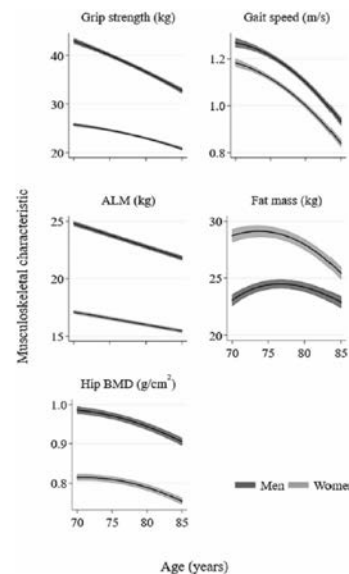 Grip strength (kg)
40
30
20
Gait speed (m/s)
1.2
1.0
0.8
Musculoskeletal characteristic
ALM (kg)
25
20
15
Fat mass (kg)
30
25
20
70 75 80 85
Hip BMD (g/cm²)
1.0
0.9
0.8
70 75 80 85
Men Women
Age (years)